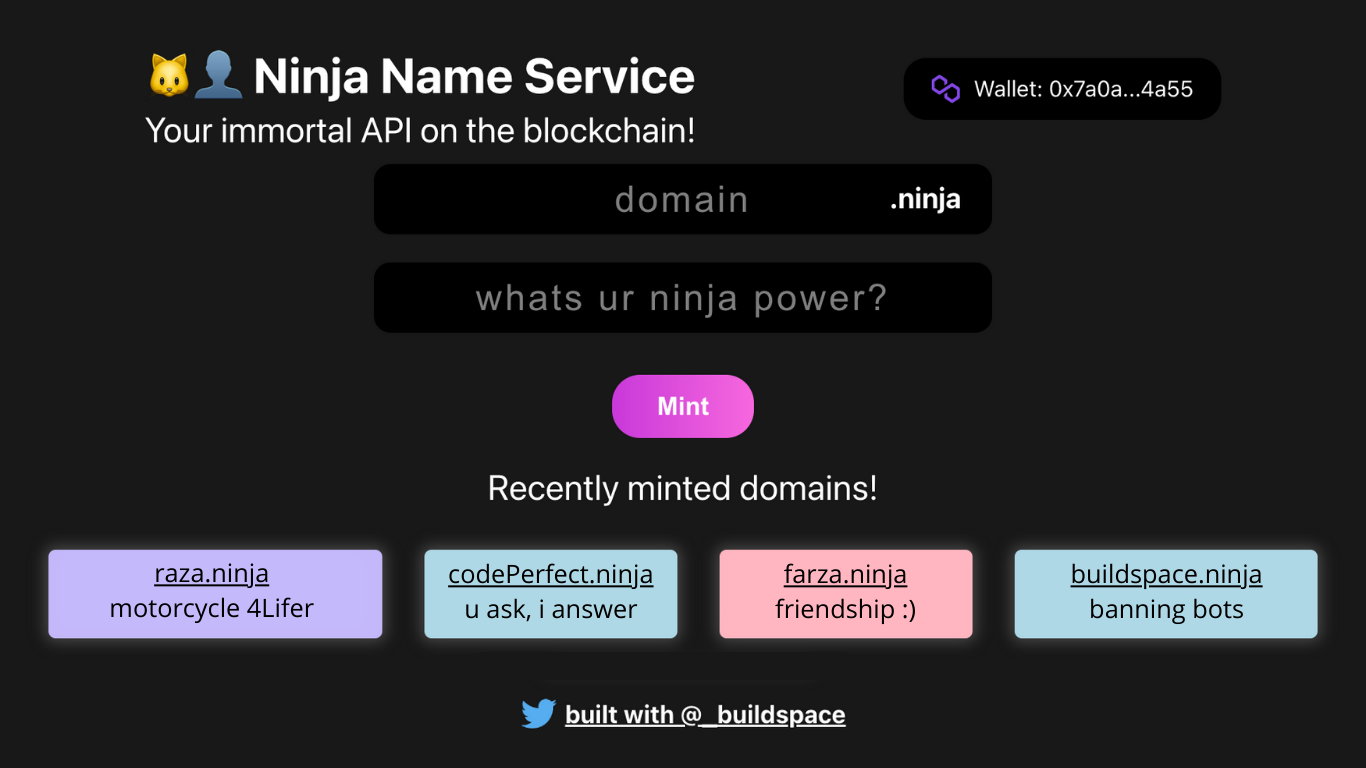 🐱👤 Ninja Name Service
Your immortal API on the blockchain!
Wallet: 0x7a0a...4a55
domain .ninja
whats ur ninja power?
Mint
Recently minted domains!
raza.ninja
motorcycle 4Lifer
codePerfect.ninja
u ask, i answer
farza.ninja
friendship :)
buildspace.ninja
banning bots
built with @_buildspace